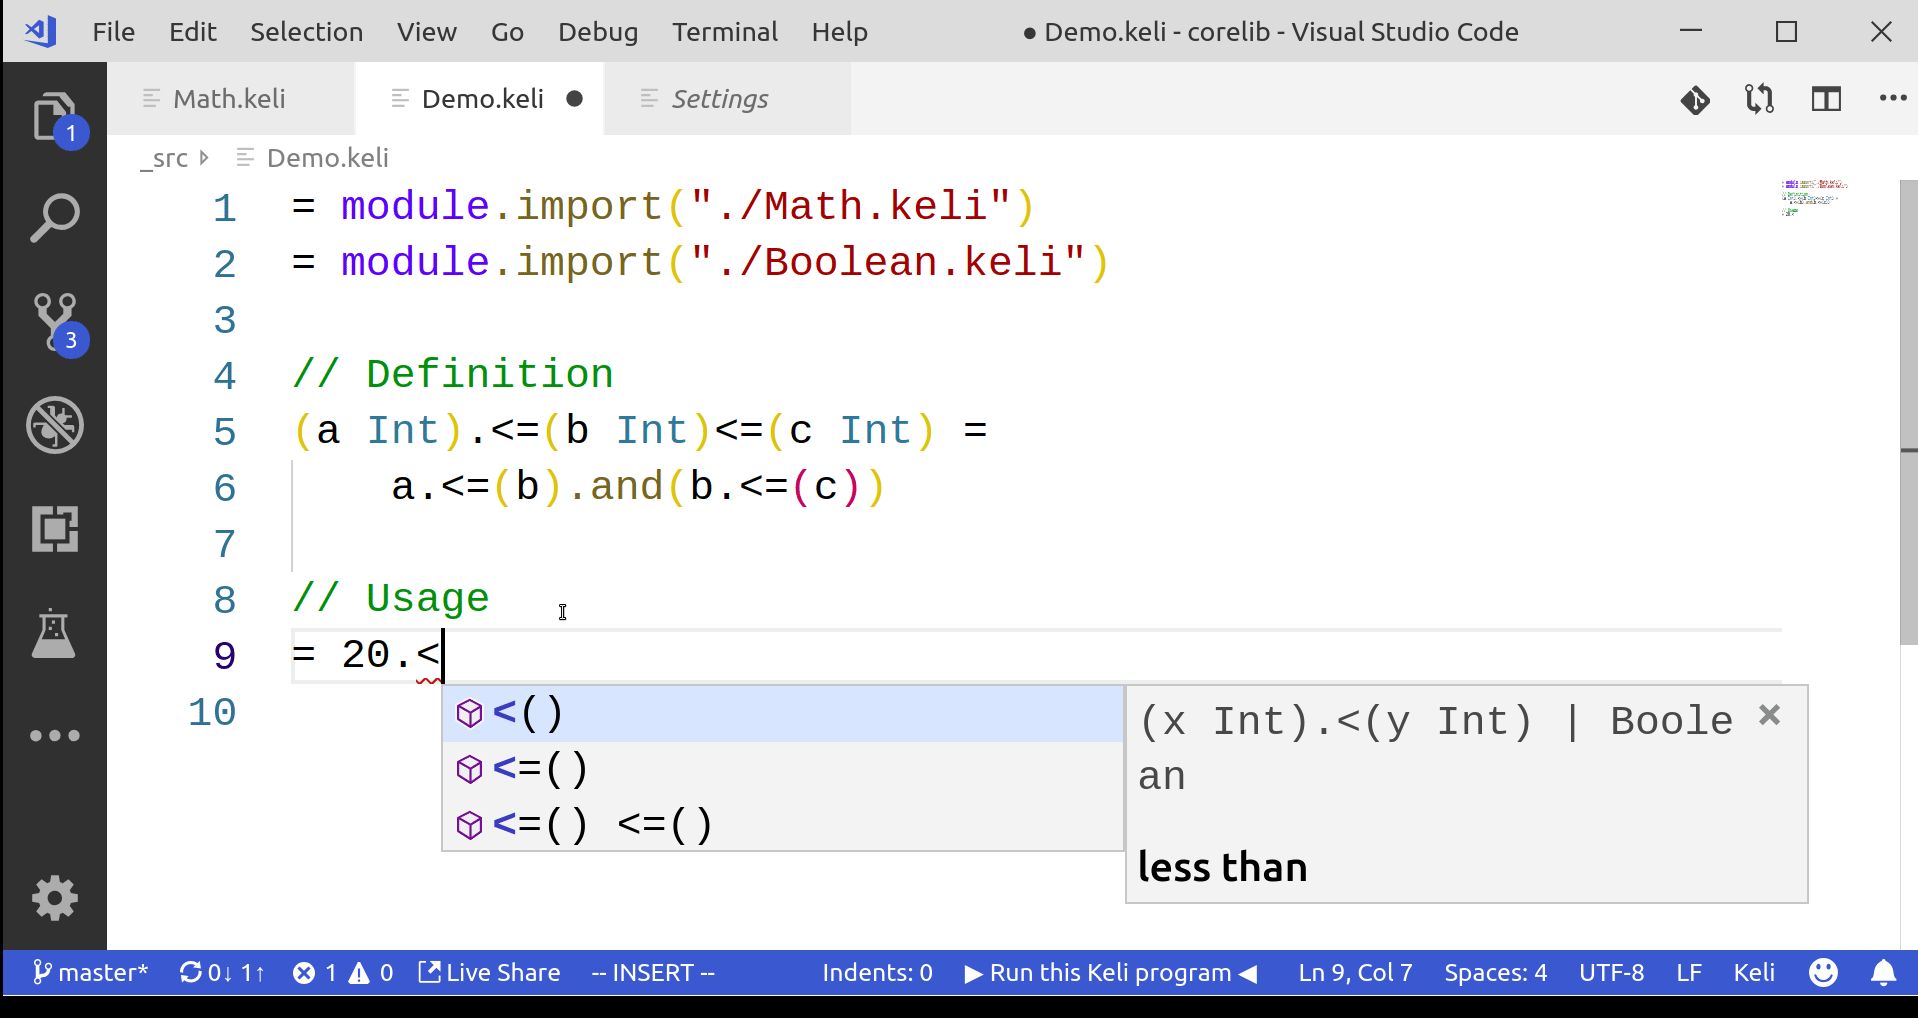 File Edit Selection View Go Debug Terminal Help ● Demo.keli - corelib - Visual Studio Code
Math.keli Demo.keli ● Settings
_src Demo.keli
1 = module.import("./Math.keli")
2 = module.import("./Boolean.keli")
3
4 // Definition
5 (a Int).<=(b Int)<=(c Int) =
6 a.<=(b).and(b.<=(c))
7
8 // Usage
9 = 20.<
10
<()
<=()
<=() <=()
(x Int).<(y Int) | Boole
an
less than
1
3
master* 0↓ 1↑ 1 0 Live Share -- INSERT -- Indents: 0 ▶ Run this Keli program ◀ Ln 9, Col 7 Spaces: 4 UTF-8 LF Keli